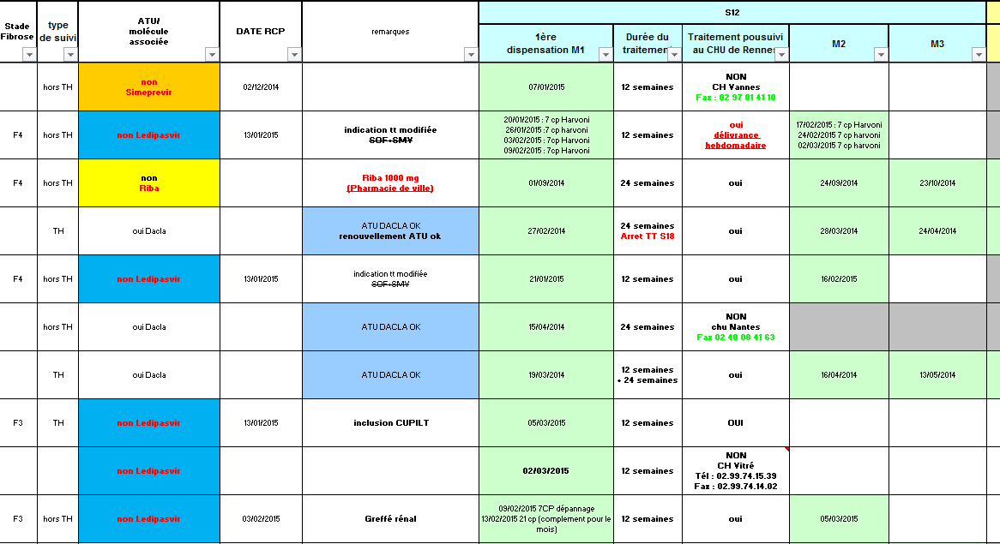 S12
Stade
Fibrose
type
de suivi
ATU/
molécule
associée
DATE RCP
remarques
1ère
dispensation M1
Durée du
traitemen
Traitement pousuivi
au CHU de Rennes
M2
M3
hors TH
non
Simeprevir
02/12/2014
07/01/2015
12 semaines
NON
CH Vannes
Fax : 02 97 01 41 10
F4
hors TH
non Ledipasvir
13/01/2015
indication tt modifiée
SOF+SMV
20/01/2015 : 7 cp Harvoni
26/01/2015 :7 cp harvoni
03/02/2015 : 7cp Harvoni
09/02/2015 : 7cp Harvoni
12 semaines
oui
délivrance
hebdomadaire
17/02/2015 : 7cp Harvoni
24/02/2015 7cp harvoni
02/03/2015 7 cp harvoni
F4
hors TH
non
Riba
Riba 1000 mg
(Pharmacie de ville)
01/09/2014
24 semaines
oui
24/09/2014
23/10/2014
TH
oui Dacla
ATU DACLA OK
renouvellement ATU ok
27/02/2014
24 semaines
Arret TT S18
oui
28/03/2014
24/04/2014
F4
hors TH
non Ledipasvir
13/01/2015
indication tt modifiée
SOF+SMV
21/01/2015
12 semaines
oui
16/02/2015
hors TH
oui Dacla
ATU DACLA OK
15/04/2014
24 semaines
NON
chu Nantes
Fax 02 40 08 41 63
TH
oui Dacla
ATU DACLA OK
19/03/2014
12 semaines
+ 24 semaines
oui
16/04/2014
13/05/2014
F3
TH
non Ledipasvir
13/01/2015
inclusion CUPILT
05/03/2015
12 semaines
OUI
non Ledipasvir
02/03/2015
12 semaines
NON
CH Vitré
Tél : 02.99.74.15.39
Fax : 02.99.74.14.02
F3
hors TH
non Ledipasvir
03/02/2015
Greffé rénal
09/02/2015 7CP dépannage
13/02/2015 21 cp (complement pour le
mois)
12 semaines
oui
05/03/2015